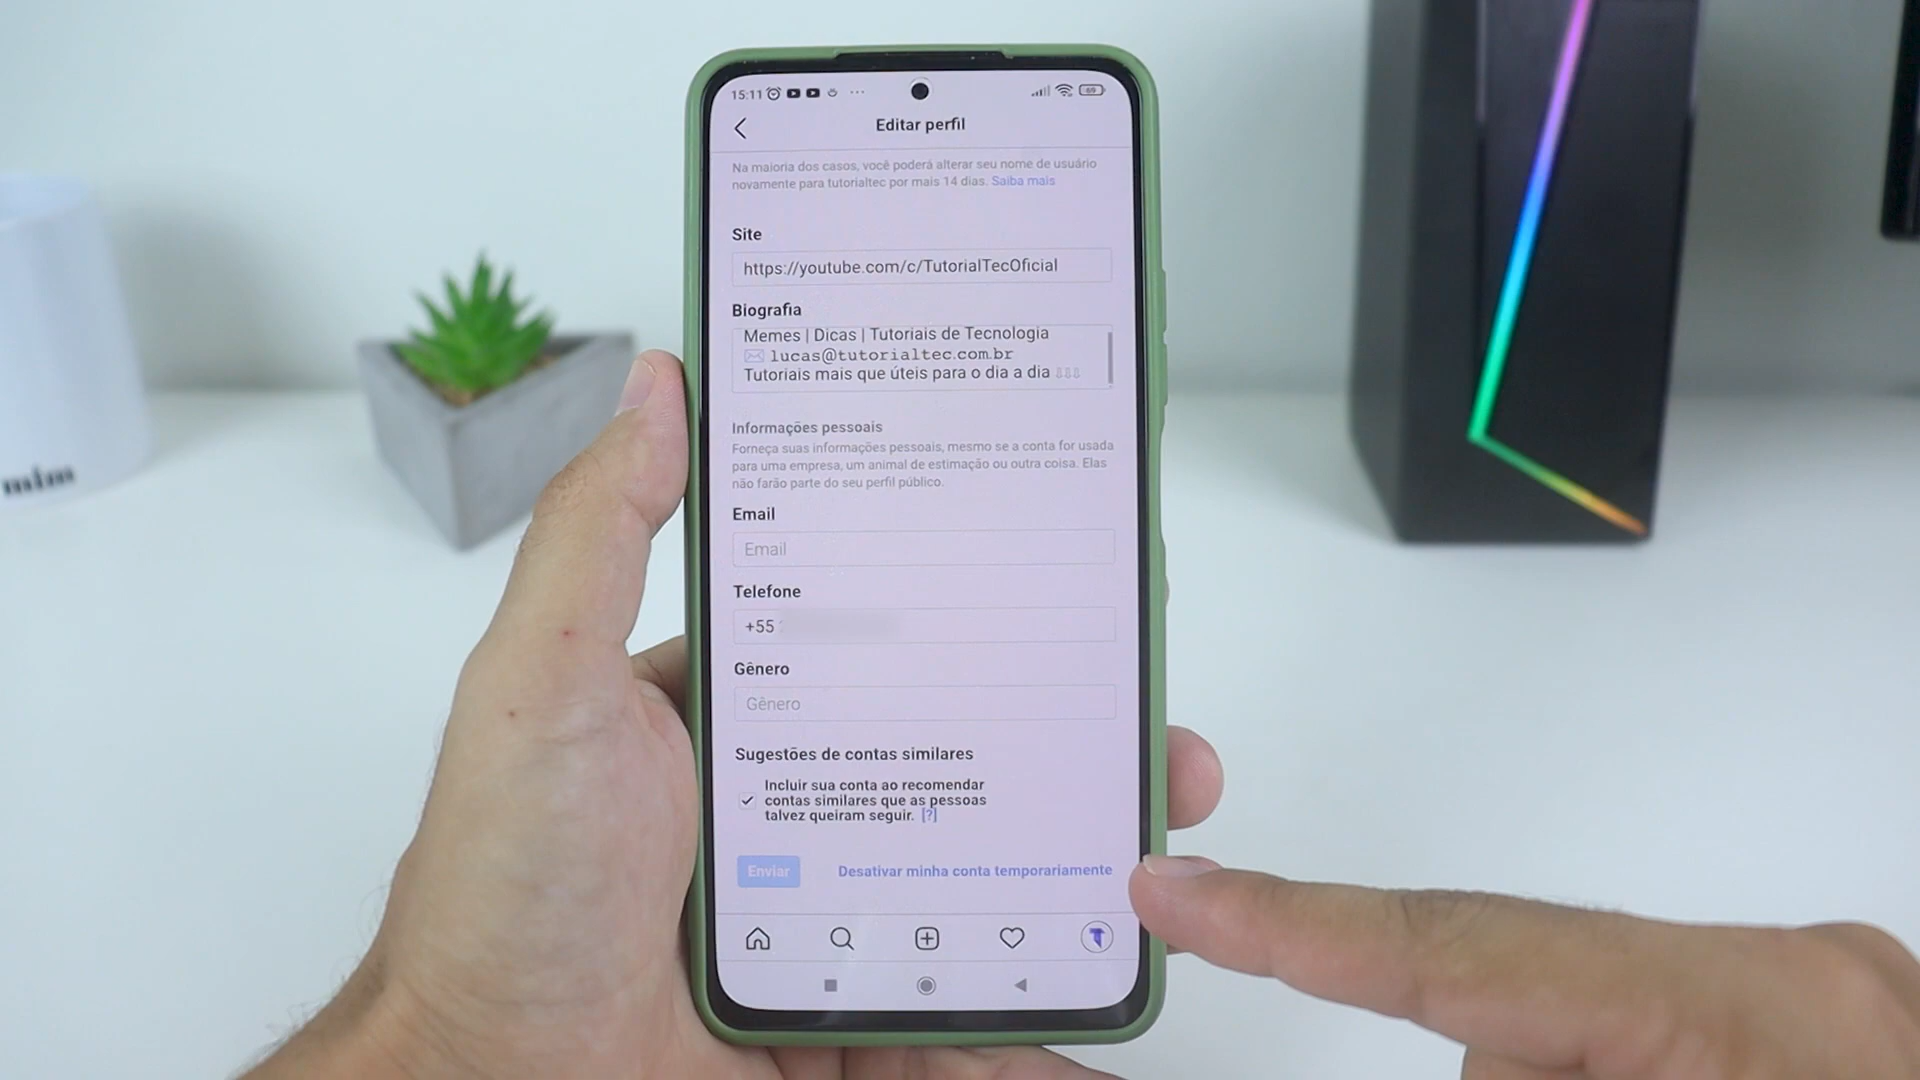 15:11
69
Editar perfil
Na maioria dos casos, você poderá alterar seu nome de usuário
novamente para tutorialtec por mais 14 dias. Saiba mais
Site
https://youtube.com/c/TutorialTecOficial
Biografia
Memes | Dicas | Tutoriais de Tecnologia
✉️ lucas@tutorialtec.com.br
Tutoriais mais que úteis para o dia a dia ⇩⇩⇩
Informações pessoais
Forneça suas informações pessoais, mesmo se a conta for usada
para uma empresa, um animal de estimação ou outra coisa. Elas
não farão parte do seu perfil público.
Email
Email
Telefone
+55
Gênero
Gênero
Sugestões de contas similares
Incluir sua conta ao recomendar
contas similares que as pessoas
talvez queiram seguir. [?]
Enviar
Desativar minha conta temporariamente
mim